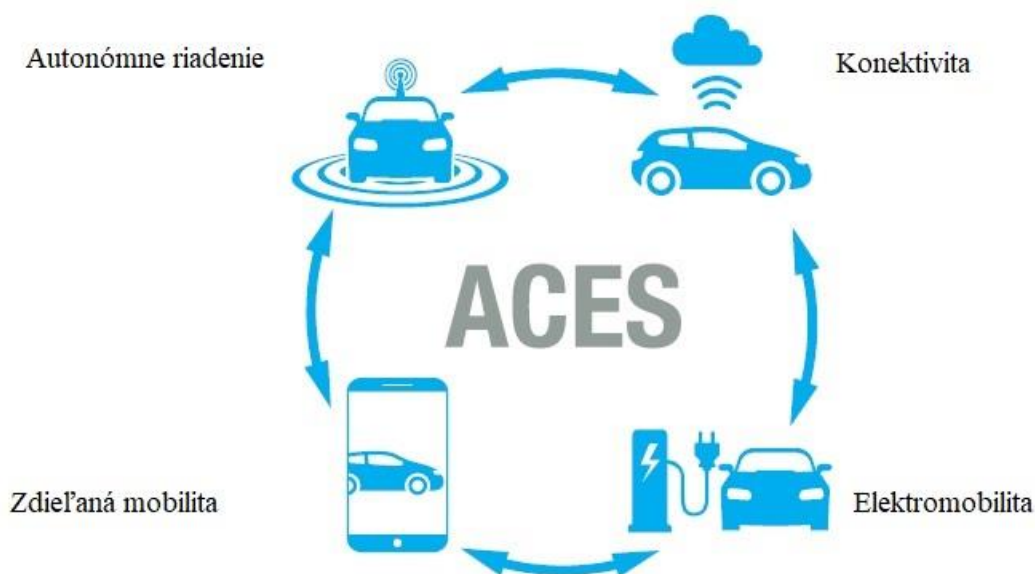 Autonómne riadenie
Konektivita
ACES
Zdieľaná mobilita
Elektromobilita